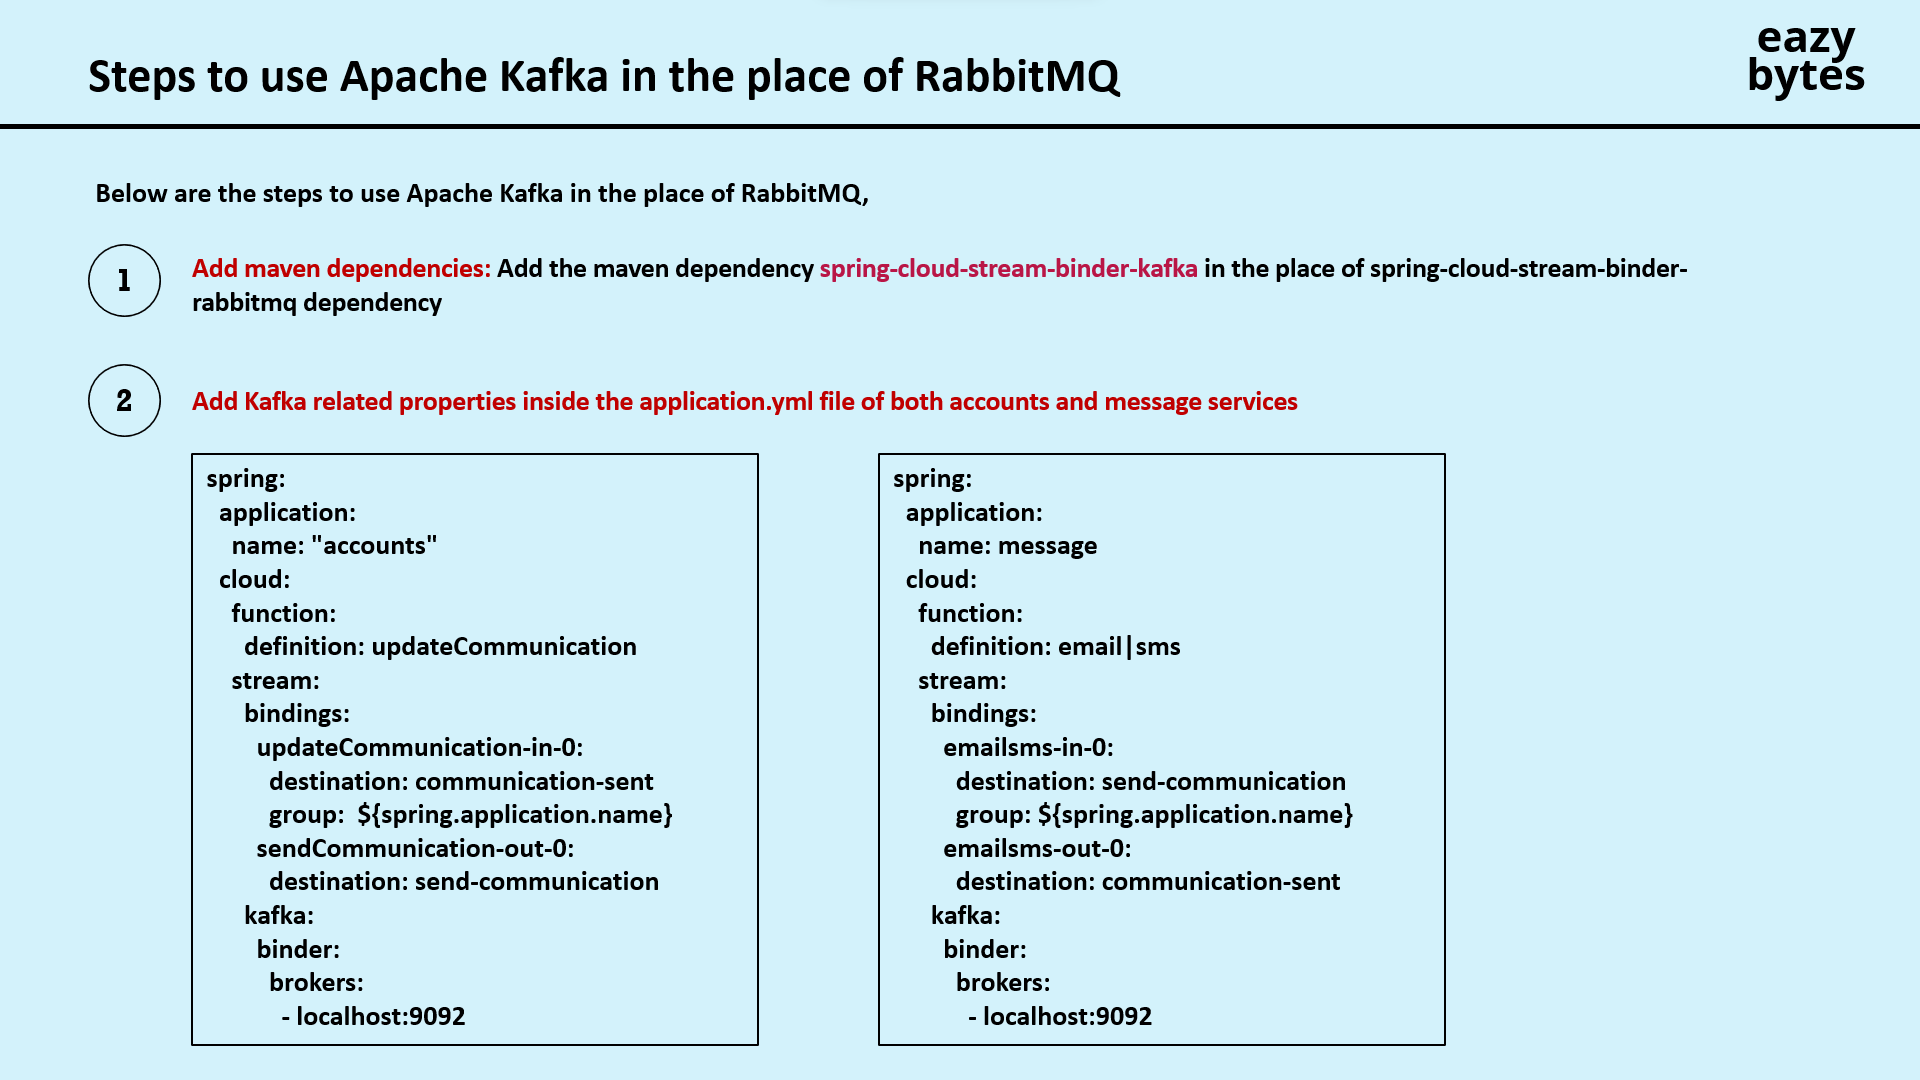 Steps to use Apache Kafka in the place of RabbitMQ
eazy
bytes
Below are the steps to use Apache Kafka in the place of RabbitMQ,
1
Add maven dependencies: Add the maven dependency spring-cloud-stream-binder-kafka in the place of spring-cloud-stream-binder-
rabbitmq dependency
2
Add Kafka related properties inside the application.yml file of both accounts and message services
spring:
  application:
    name: "accounts"
  cloud:
    function:
      definition: updateCommunication
    stream:
      bindings:
        updateCommunication-in-0:
          destination: communication-sent
          group:  ${spring.application.name}
        sendCommunication-out-0:
          destination: send-communication
      kafka:
        binder:
          brokers:
            - localhost:9092
spring:
  application:
    name: message
  cloud:
    function:
      definition: email|sms
    stream:
      bindings:
        emailsms-in-0:
          destination: send-communication
          group: ${spring.application.name}
        emailsms-out-0:
          destination: communication-sent
      kafka:
        binder:
          brokers:
            - localhost:9092